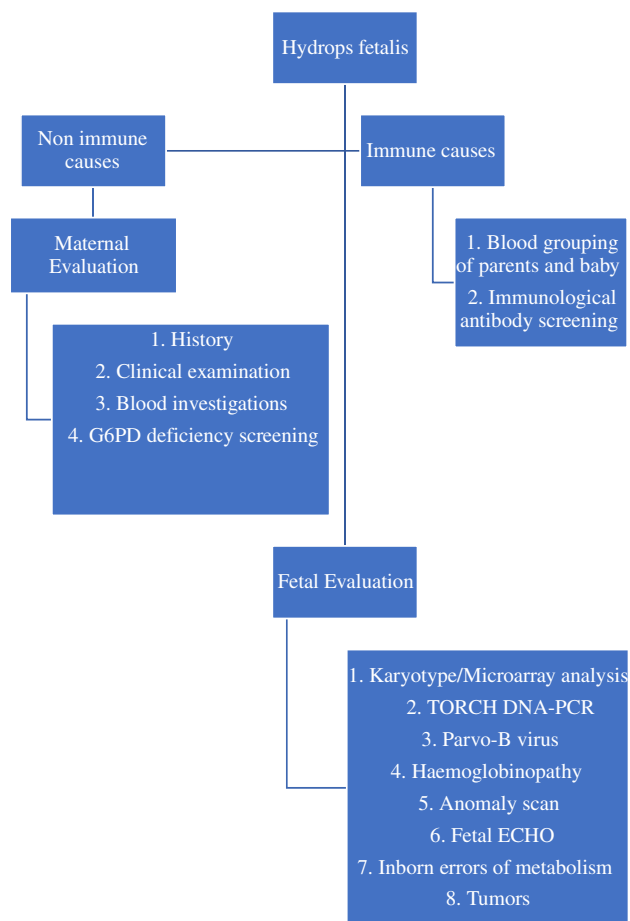 Hydrops fetalis
Non immune
causes
Immune causes
Maternal
Evaluation
1. Blood grouping
of parents and baby
2. Immunological
antibody screening
1. History
2. Clinical examination
3. Blood investigations
4. G6PD deficiency screening
Fetal Evaluation
1. Karyotype/Microarray analysis
2. TORCH DNA-PCR
3. Parvo-B virus
4. Haemoglobinopathy
5. Anomaly scan
6. Fetal ECHO
7. Inborn errors of metabolism
8. Tumors